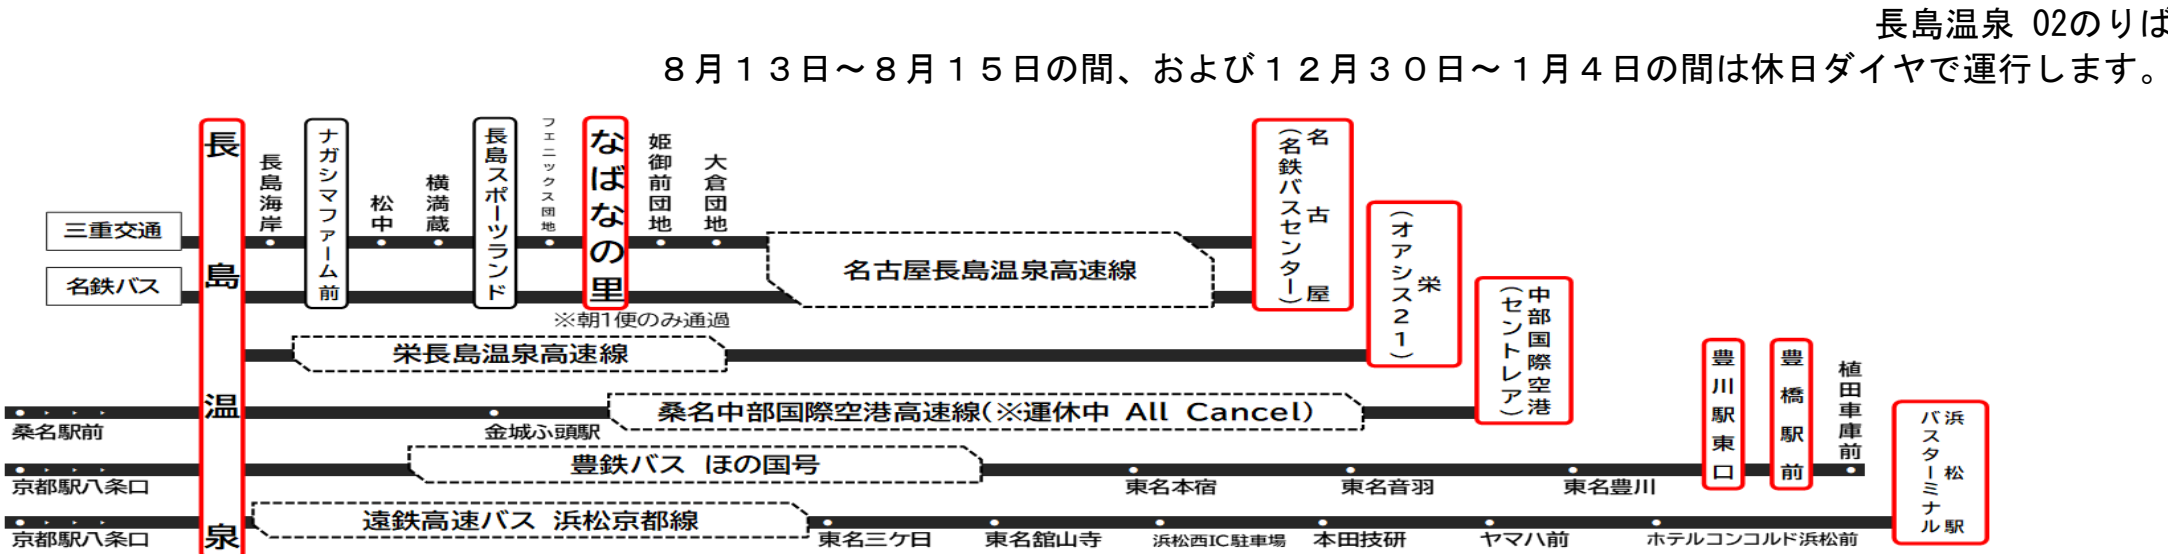 長島温泉 02のりば
８月１３日～８月１５日の間、および１２月３０日～１月４日の間は休日ダイヤで運行します。
三重交通
名鉄バス
長島温泉
長島海岸
ナガシマファーム前
松中
横満蔵
長島スポーツランド
フェニックス団地
なばなの里
姫御前団地
大倉団地
名古屋長島温泉高速線
名古屋
(名鉄バスセンター)
※朝1便のみ通過
栄長島温泉高速線
栄
(オアシス21)
桑名駅前
金城ふ頭駅
桑名中部国際空港高速線(※運休中 All Cancel)
中部国際空港
(セントレア)
京都駅八条口
豊鉄バス ほの国号
東名本宿
東名音羽
東名豊川
豊川駅東口
豊橋駅前
植田車庫前
京都駅八条口
遠鉄高速バス 浜松京都線
東名三ケ日
東名舘山寺
浜松西IC駐車場
本田技研
ヤマハ前
ホテルコンコルド浜松前
浜松駅
バスターミナル